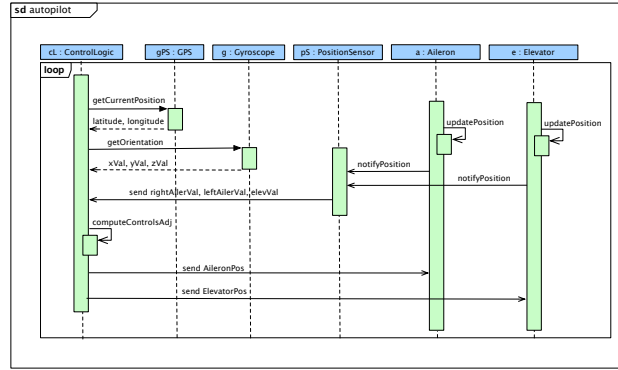 sd autopilot
cL : ControlLogic
gPS : GPS
g : Gyroscope
pS : PositionSensor
a : Aileron
e : Elevator
loop
getCurrentPosition
latitude, longitude
updatePosition
updatePosition
getOrientation
xVal, yVal, zVal
notifyPosition
notifyPosition
send rightAilerVal, leftAilerVal, elevVal
computeControlsAdj
send AileronPos
send ElevatorPos